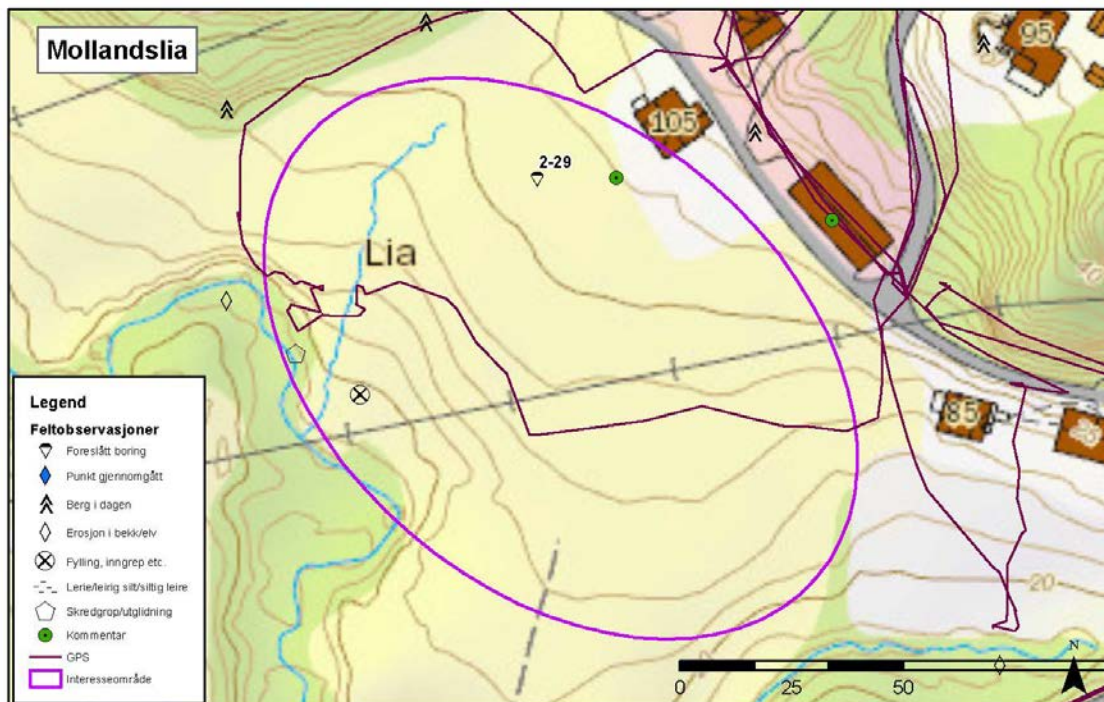 Mollandslia
95
105
2-29
Lia
85
20
Legend
Feltobservasjoner
Foreslått boring
Punkt gjennomgått
Berg i dagen
Erosjon i bekk/elv
Fylling, inngrep etc.
Lerie/leirig silt/siltig leire
Skredgrop/utglidning
Kommentar
GPS
Interesseområde
N
0 25 50